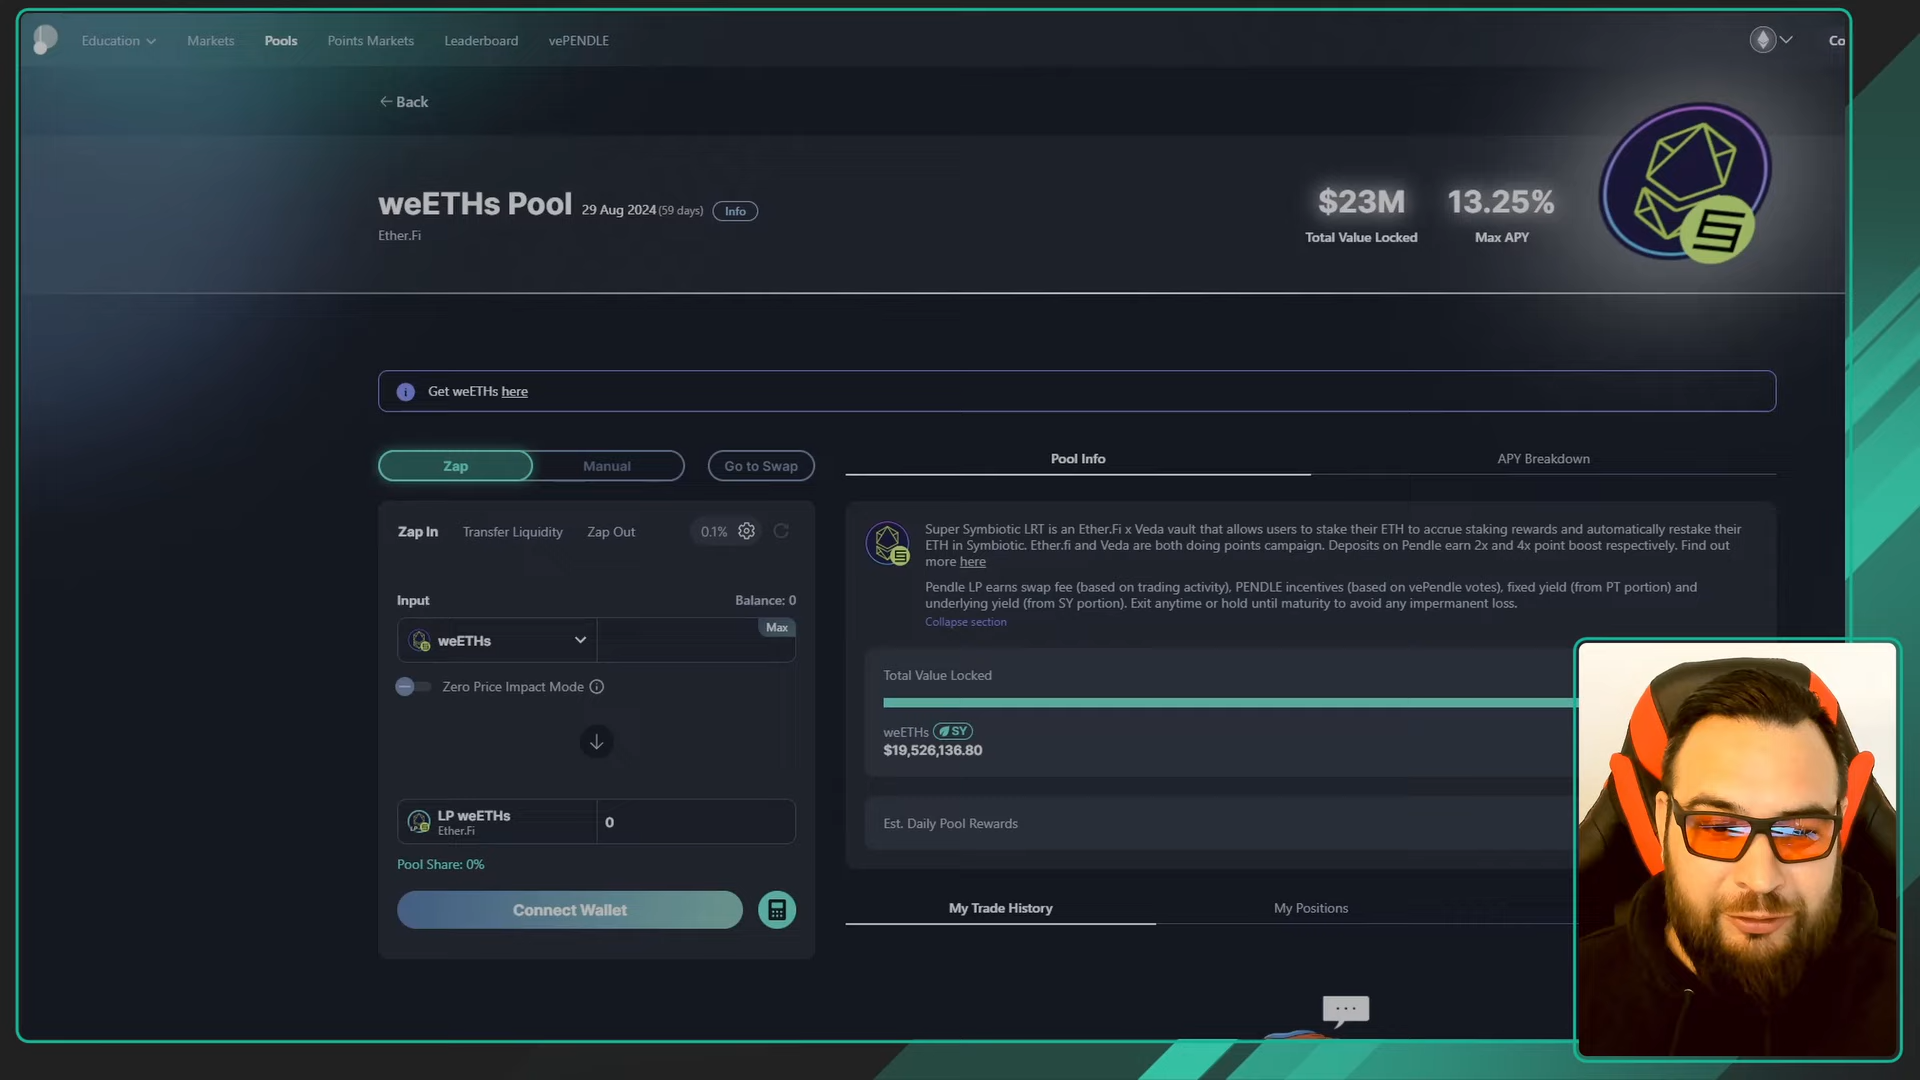 Education
Markets
Pools
Points Markets
Leaderboard
vePENDLE
Co
Back
weETHs Pool
29 Aug 2024 (59 days)
Info
Ether.Fi
$23M
Total Value Locked
13.25%
Max APY
Get weETHs here
Zap
Manual
Go to Swap
Pool Info
APY Breakdown
Zap In
Transfer Liquidity
Zap Out
0.1%
Input
Balance: 0
weETHs
Max
Zero Price Impact Mode
LP weETHs
Ether.Fi
0
Pool Share: 0%
Connect Wallet
Super Symbiotic LRT is an Ether.Fi x Veda vault that allows users to stake their ETH to accrue staking rewards and automatically restake their
ETH in Symbiotic. Ether.fi and Veda are both doing points campaign. Deposits on Pendle earn 2x and 4x point boost respectively. Find out
more here
Pendle LP earns swap fee (based on trading activity), PENDLE incentives (based on vePendle votes), fixed yield (from PT portion) and
underlying yield (from SY portion). Exit anytime or hold until maturity to avoid any impermanent loss.
Collapse section
Total Value Locked
weETHs SY
$19,526,136.80
Est. Daily Pool Rewards
My Trade History
My Positions